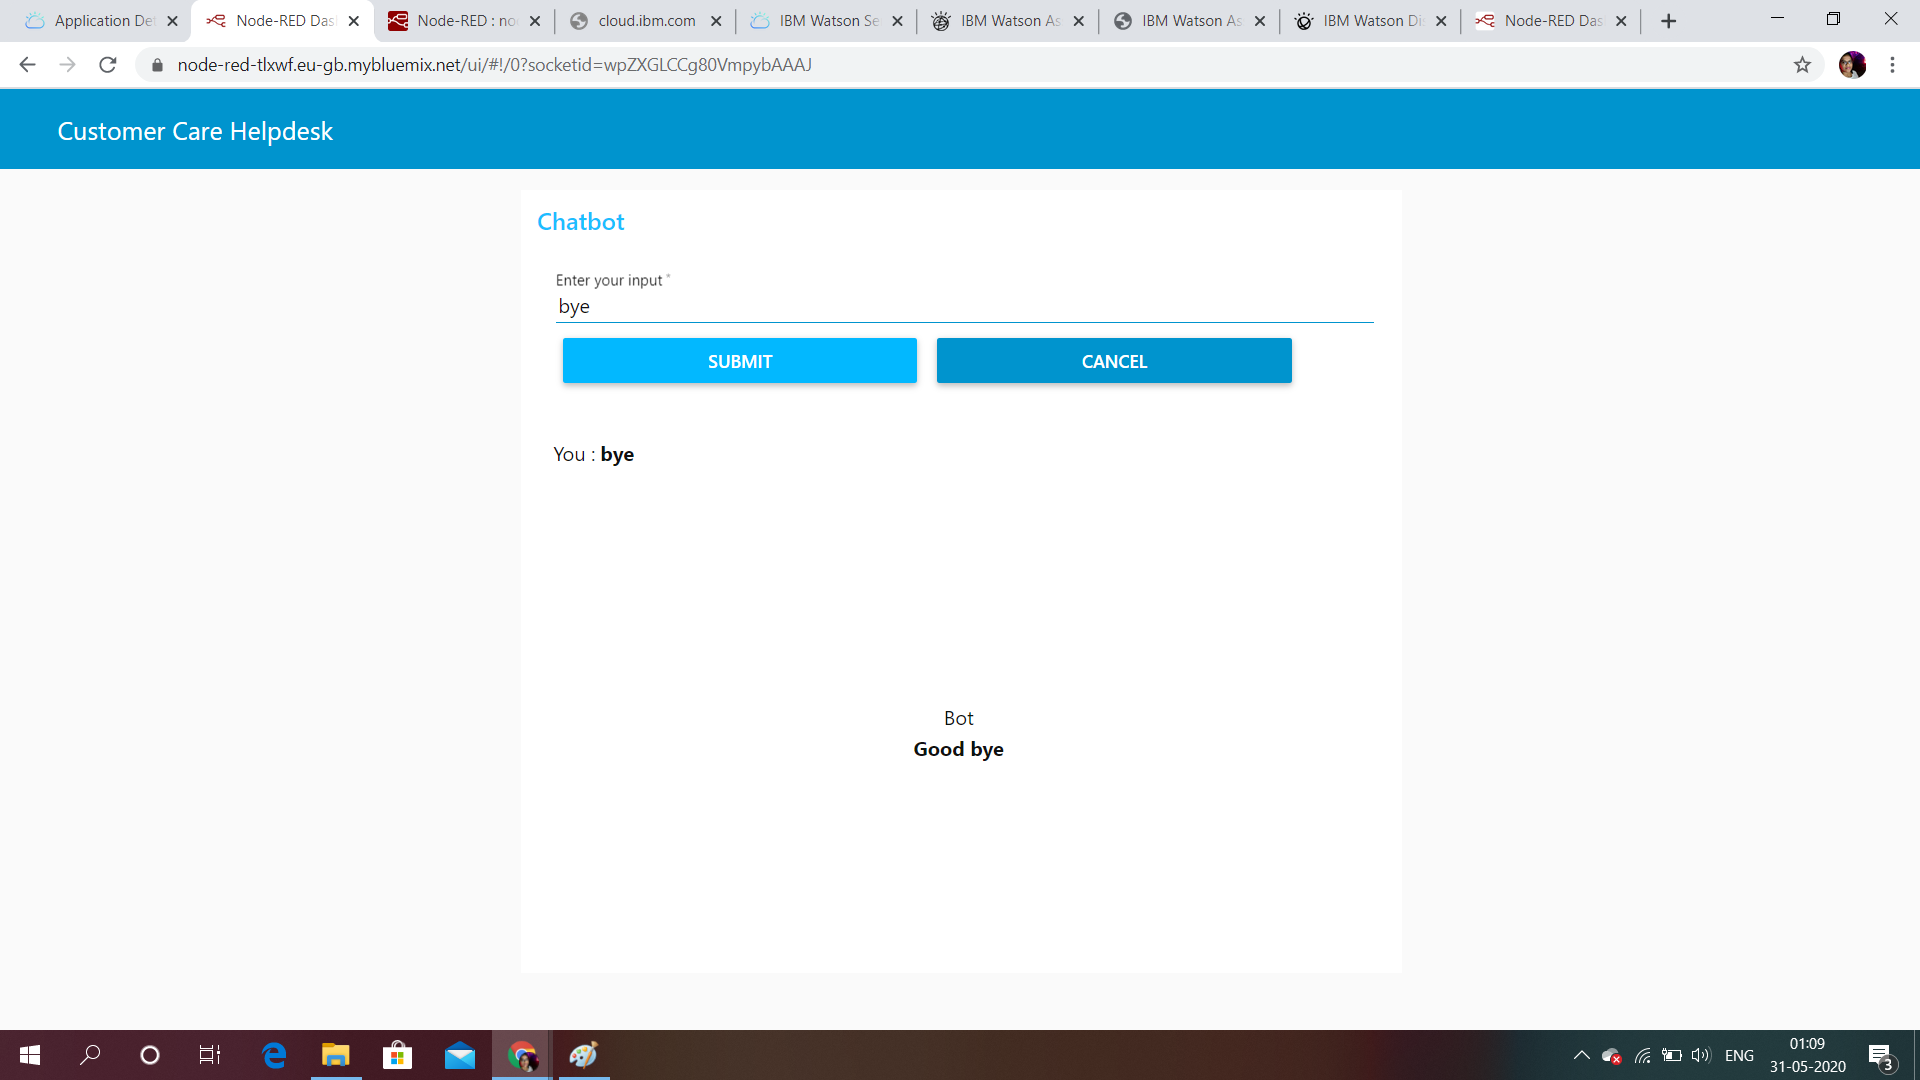 Application Det
Node-RED Das
Node-RED : no
cloud.ibm.com
IBM Watson Se
IBM Watson As
IBM Watson As
IBM Watson Di
Node-RED Das
node-red-tlxwf.eu-gb.mybluemix.net/ui/#!/0?socketid=wpZXGLCCg80VmpybAAAJ
Customer Care Helpdesk
Chatbot
Enter your input *
bye
SUBMIT
CANCEL
You : bye
Bot
Good bye
ENG
01:09
31-05-2020
3